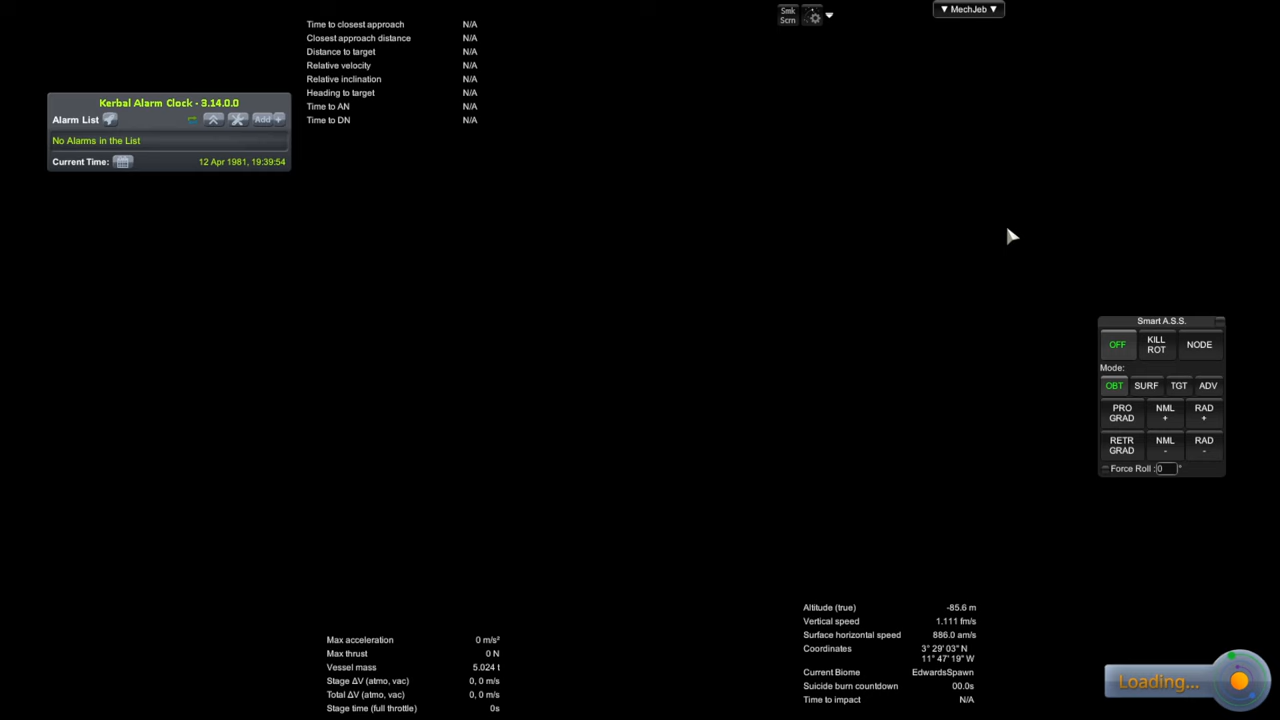 Time to closest approach N/A
Closest approach distance N/A
Distance to target N/A
Relative velocity N/A
Relative inclination N/A
Heading to target N/A
Time to AN N/A
Time to DN N/A
Smk
Scrn
▼ MechJeb ▼
Kerbal Alarm Clock - 3.14.0.0
Alarm List Add +
No Alarms in the List
Current Time: 12 Apr 1981, 19:39:54
Smart A.S.S.
OFF KILL ROT NODE
Mode:
OBT SURF TGT ADV
PRO GRAD NML + RAD +
RETR GRAD NML - RAD -
Force Roll : 0 °
Max acceleration 0 m/s²
Max thrust 0 N
Vessel mass 5.024 t
Stage ΔV (atmo, vac) 0, 0 m/s
Total ΔV (atmo, vac) 0, 0 m/s
Stage time (full throttle) 0s
Altitude (true) -85.6 m
Vertical speed 1.111 fm/s
Surface horizontal speed 886.0 am/s
Coordinates 3° 29' 03" N
11° 47' 19" W
Current Biome EdwardsSpawn
Suicide burn countdown 00.0s
Time to impact N/A
Loading...